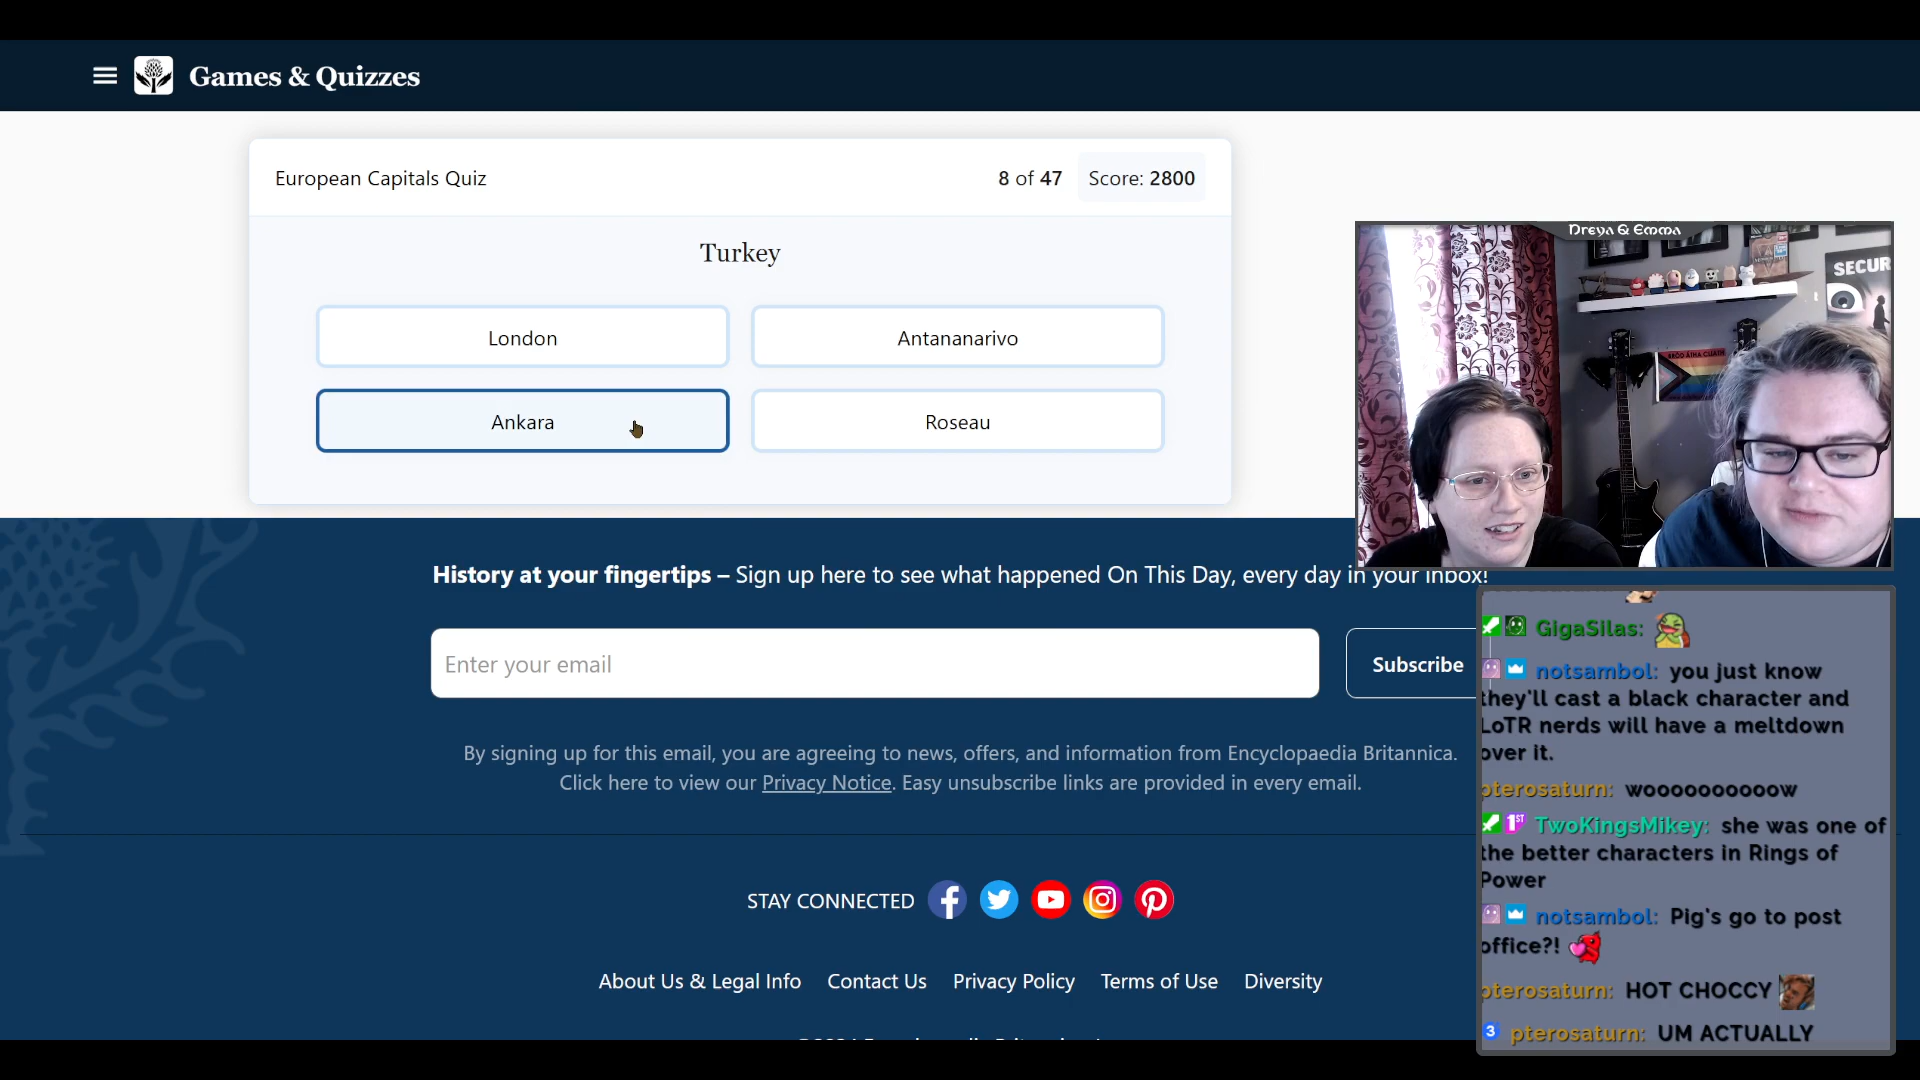 Games & Quizzes
European Capitals Quiz
8 of 47
Score: 2800
Turkey
London
Antananarivo
Ankara
Roseau
Dreya & Emma
SECUR
BRÓD ÁTHA CLIATH
History at your fingertips – Sign up here to see what happened On This Day, every day in your inbox!
Enter your email
Subscribe
By signing up for this email, you are agreeing to news, offers, and information from Encyclopaedia Britannica.
Click here to view our Privacy Notice. Easy unsubscribe links are provided in every email.
STAY CONNECTED
About Us & Legal Info
Contact Us
Privacy Policy
Terms of Use
Diversity
GigaSilas:
notsambol: you just know
they'll cast a black character and
LoTR nerds will have a meltdown
over it.
pterosaturn: woooooooooow
1ST TwoKingsMikey: she was one of
the better characters in Rings of
Power
notsambol: Pig's go to post
office?!
pterosaturn: HOT CHOCCY
3 pterosaturn: UM ACTUALLY